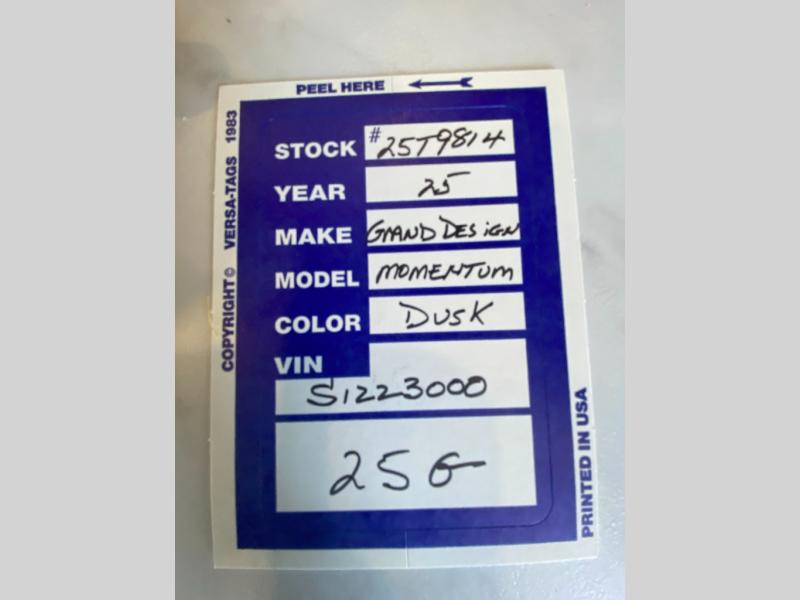 PEEL HERE
COPYRIGHT © VERSA-TAGS 1983
STOCK #25T9814
YEAR 25
MAKE GRAND DESIGN
MODEL MOMENTUM
COLOR DUSK
VIN
S1223000
25G
PRINTED IN USA